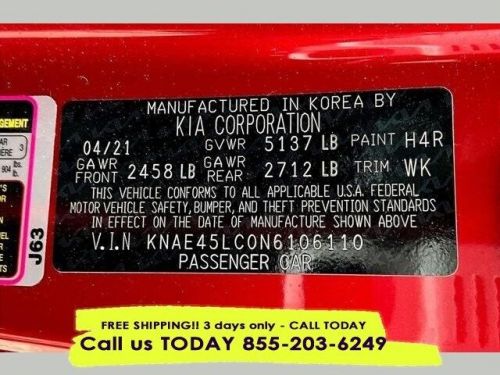 MANUFACTURED IN KOREA BY
KIA CORPORATION
04/21 GVWR 5137 LB PAINT H4R
GAWR FRONT 2458 LB GAWR REAR 2712 LB TRIM WK
THIS VEHICLE CONFORMS TO ALL APPLICABLE U.S.A. FEDERAL
MOTOR VEHICLE SAFETY, BUMPER, AND THEFT PREVENTION STANDARDS
IN EFFECT ON THE DATE OF MANUFACTURE SHOWN ABOVE
V.I.N KNAE45LC0N6106110
PASSENGER CAR
J63
3
904
lbs.
FREE SHIPPING!! 3 days only - CALL TODAY
Call us TODAY 855-203-6249